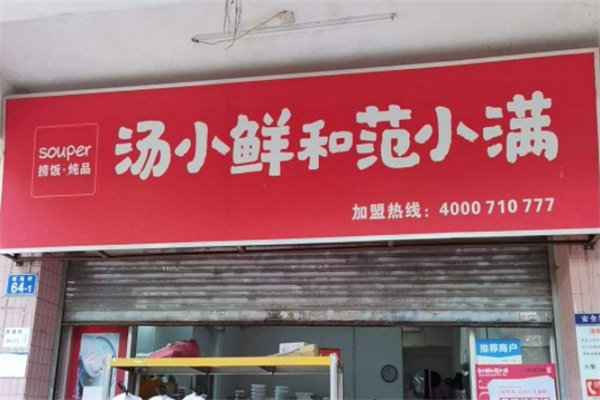 souper
捞饭·炖品
汤小鲜和范小满
加盟热线：4000 710 777
64-1
推荐商户